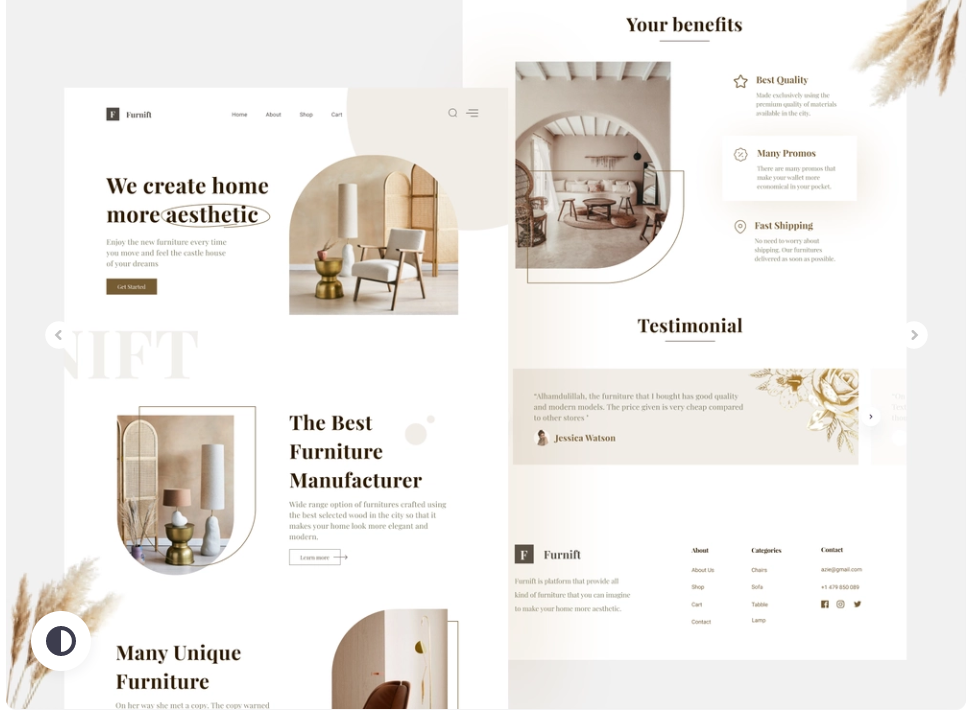 F Furnift
Home About Shop Cart
We create home
more aesthetic
Enjoy the new furniture every time
you move and feel the castle house
of your dreams
Get Started
NIFT
The Best
Furniture
Manufacturer
Wide range option of furnitures crafted using
the best selected wood in the city so that it
makes your home look more elegant and
modern.
Learn more
Many Unique
Furniture
On her way she met a copy. The copy warned
Your benefits
Best Quality
Made exclusively using the
premium quality of materials
available in the city.
Many Promos
There are many promos that
make your wallet more
economical in your pocket.
Fast Shipping
No need to worry about
shipping. Our furnitures
delivered as soon as possible.
Testimonial
"Alhamdulillah, the furniture that I bought has good quality
and modern models. The price given is very cheap compared
to other stores "
Jessica Watson
F Furnift
Furnift is platform that provide all
kind of forniture that you can imagine
to make your home more aesthetic.
About
About Us
Shop
Cart
Contact
Categories
Chairs
Sofa
Tabble
Lamp
Contact
azie@gmail.com
+1 479 850 089